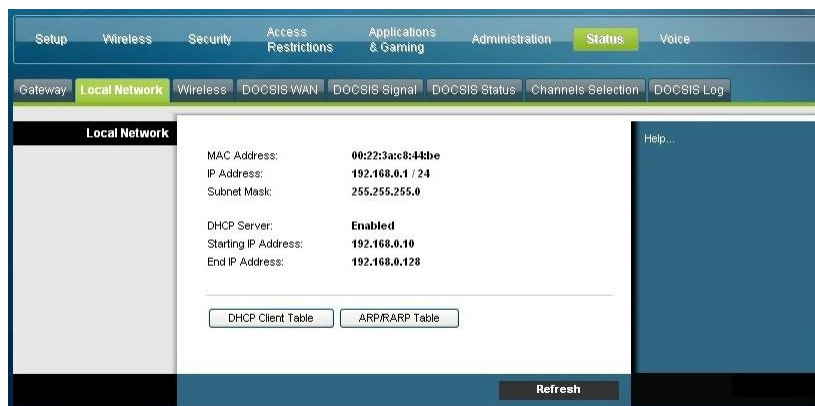 Setup Wireless Security Access Restrictions Applications & Gaming Administration Status Voice
Gateway Local Network Wireless DOCSIS WAN DOCSIS Signal DOCSIS Status Channels Selection DOCSIS Log
Local Network
Help...
MAC Address: 00:22:3a:c8:44:be
IP Address: 192.168.0.1 / 24
Subnet Mask: 255.255.255.0
DHCP Server: Enabled
Starting IP Address: 192.168.0.10
End IP Address: 192.168.0.128
DHCP Client Table ARP/RARP Table
Refresh